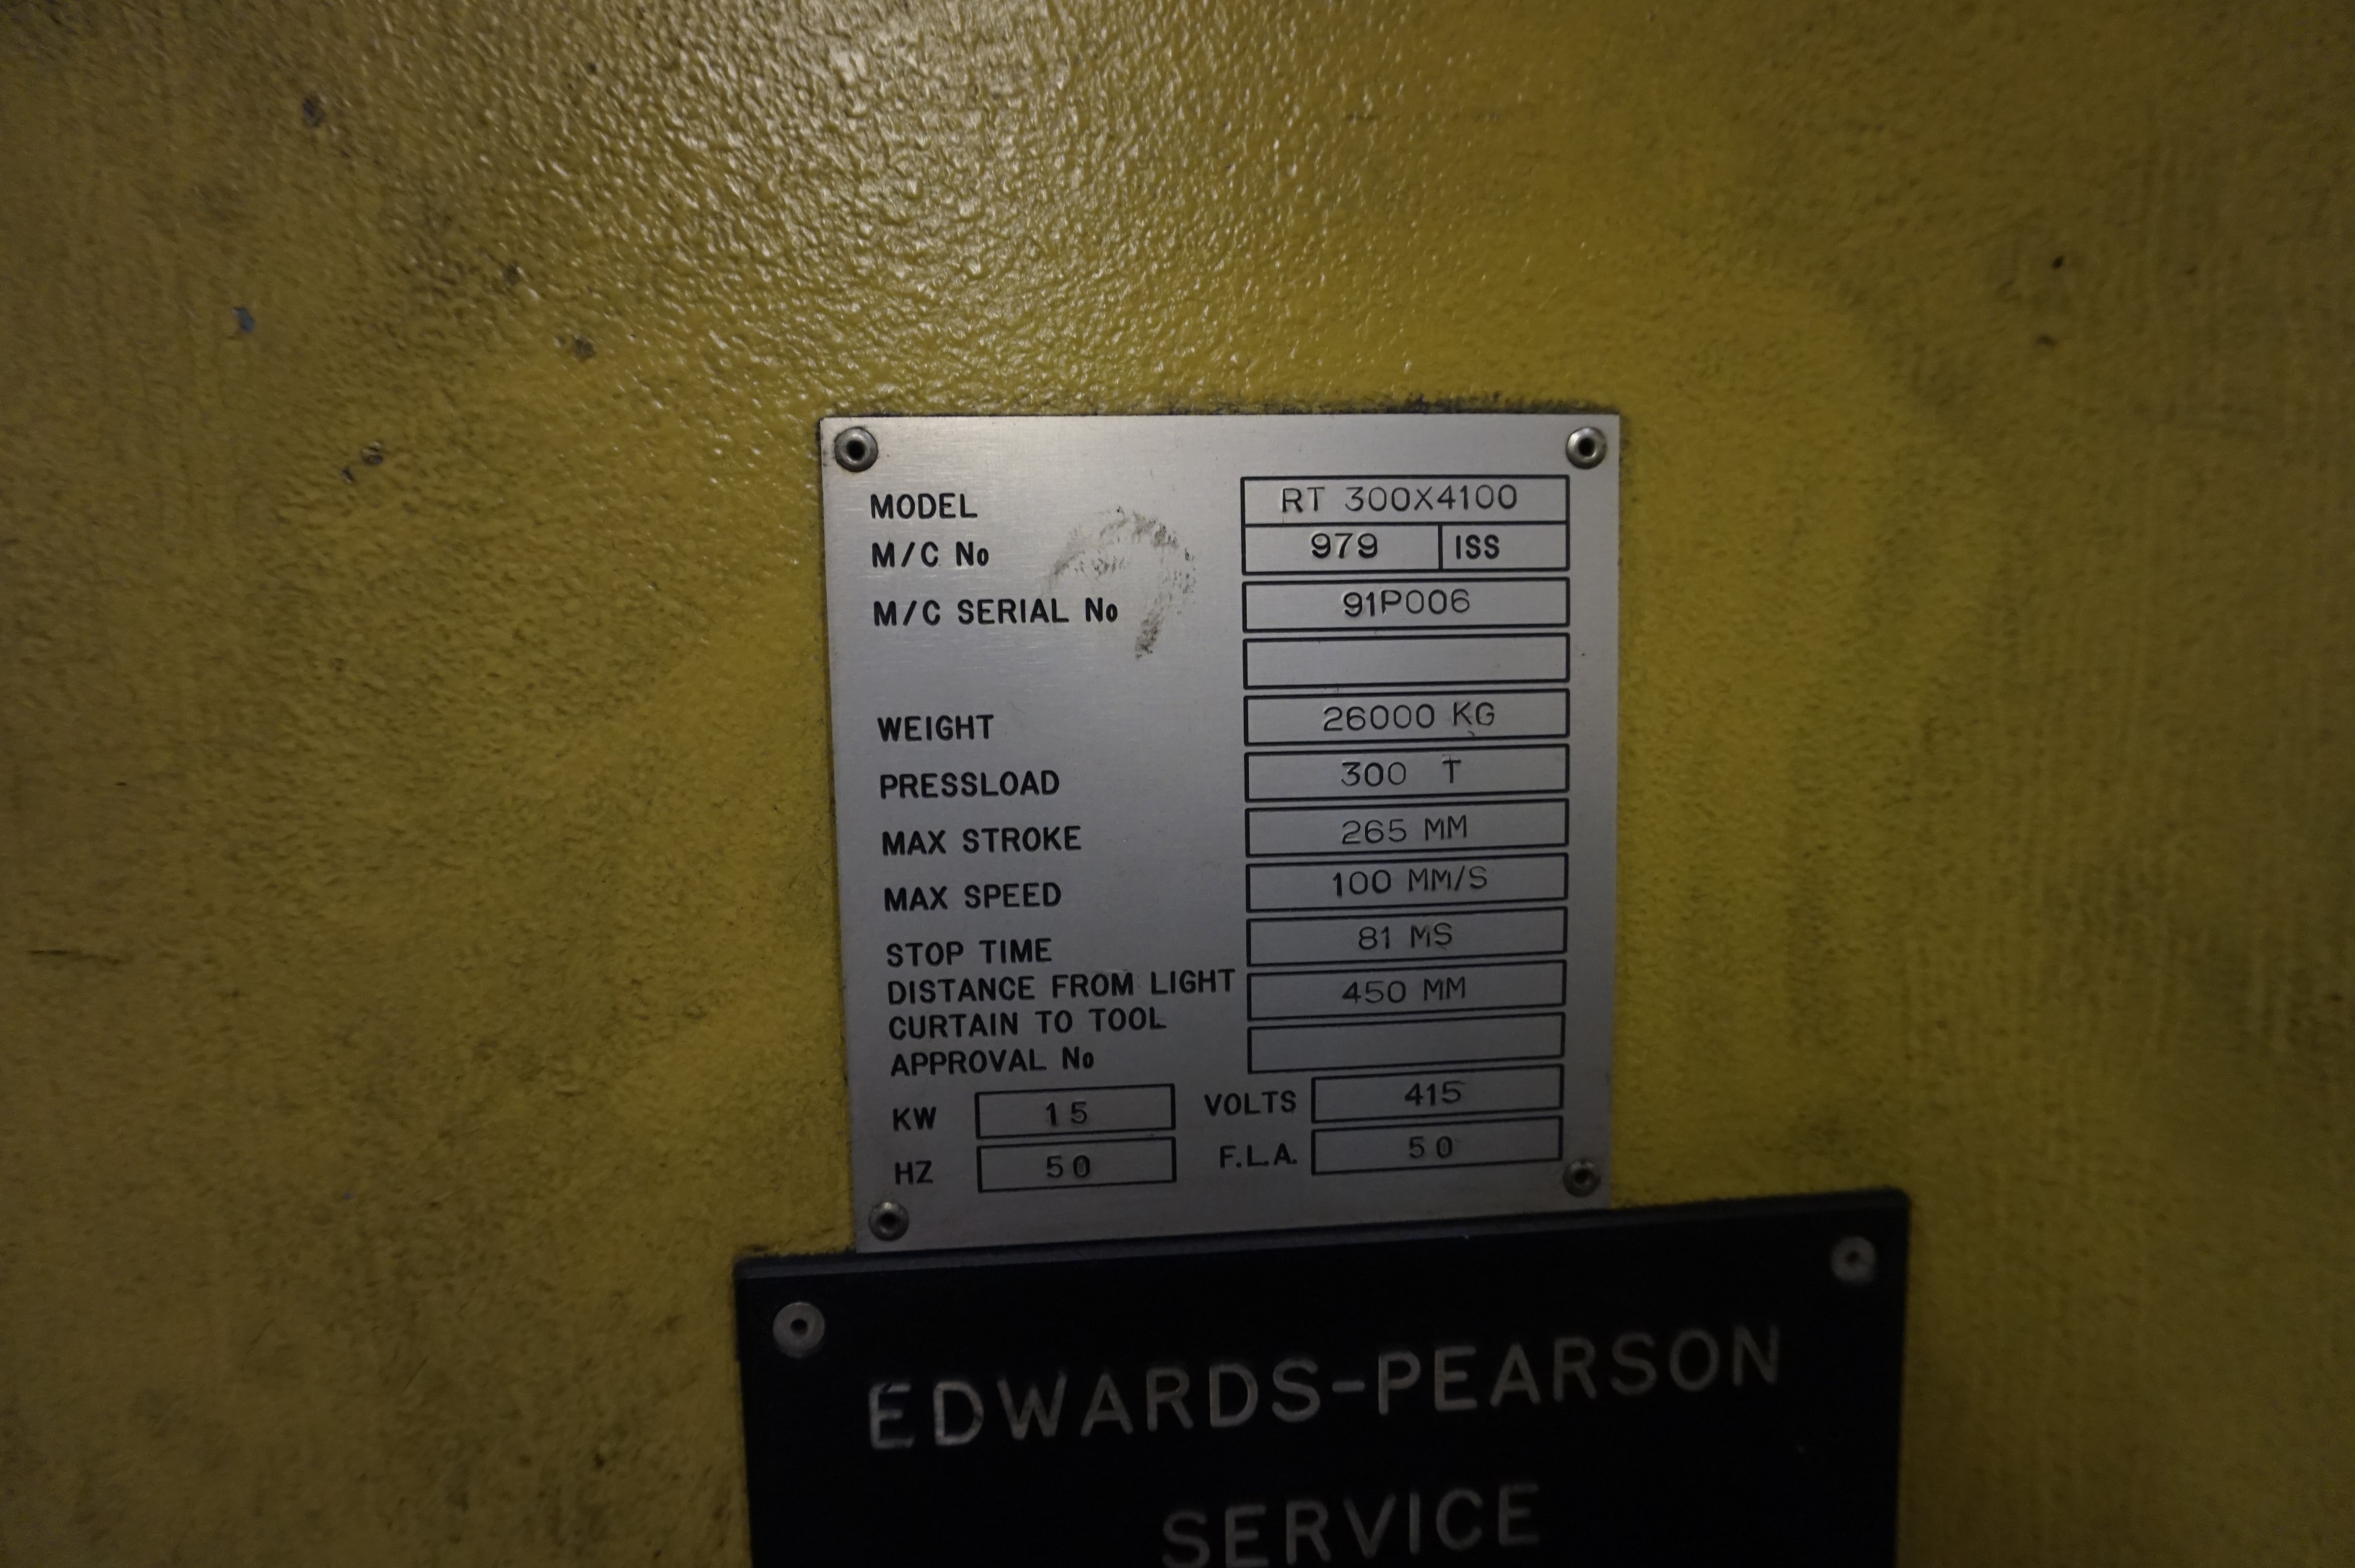 MODEL RT 300X4100
M/C No 979 ISS
M/C SERIAL No 91P006
WEIGHT 26000 KG
PRESSLOAD 300 T
MAX STROKE 265 MM
MAX SPEED 100 MM/S
STOP TIME 81 MS
DISTANCE FROM LIGHT 450 MM
CURTAIN TO TOOL
APPROVAL No
KW 15 VOLTS 415
HZ 50 F.L.A. 50
EDWARDS-PEARSON
SERVICE